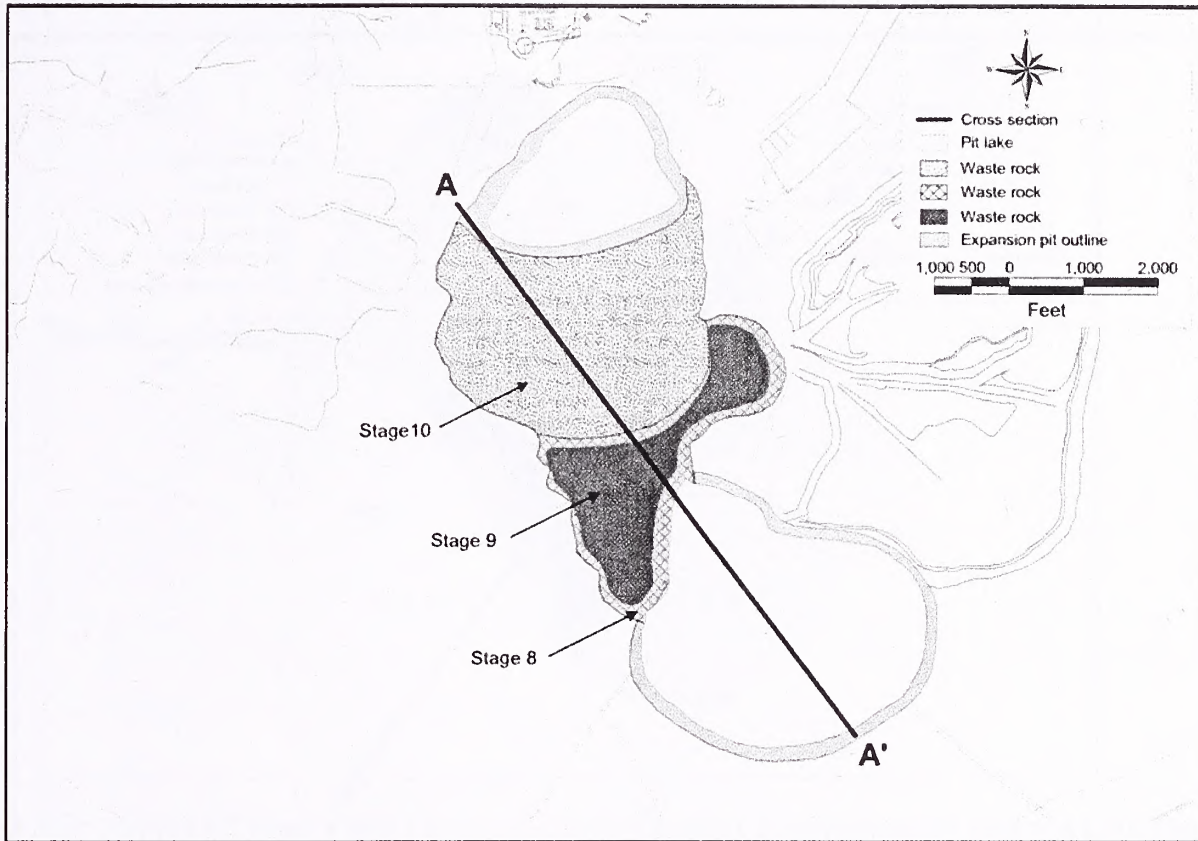 N
W E
S
Cross section
Pit lake
Waste rock
Waste rock
Waste rock
Expansion pit outline
1,000 500 0 1,000 2,000
Feet
A
Stage10
Stage 9
Stage 8
A'